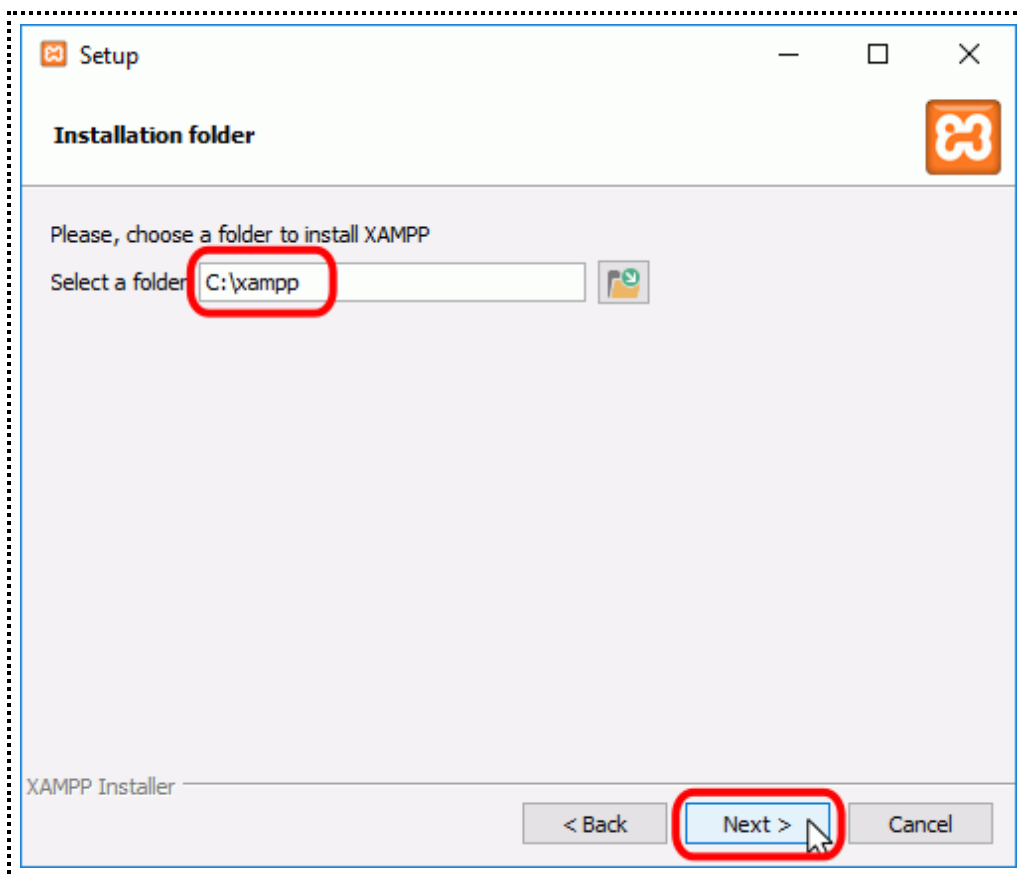 Setup
Installation folder
Please, choose a folder to install XAMPP
Select a folder C:\xampp
XAMPP Installer
< Back Next > Cancel